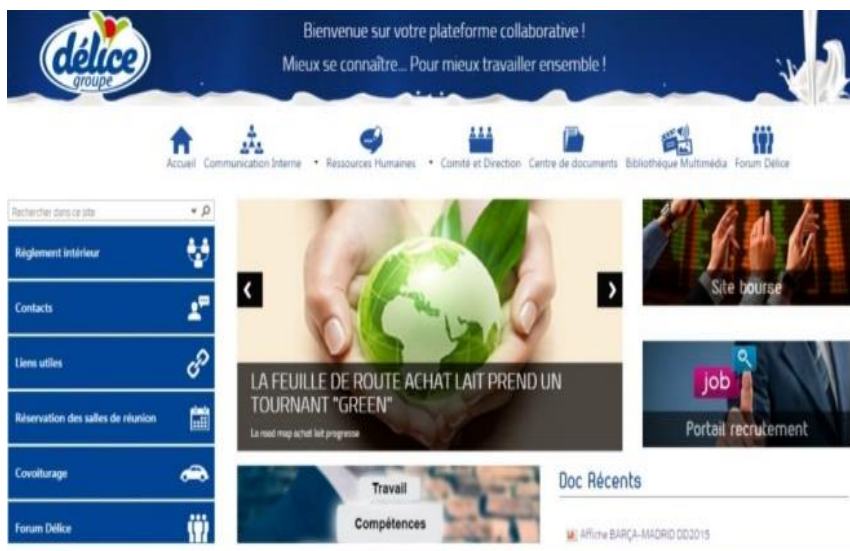 Bienvenue sur votre plateforme collaborative !
délice
groupe
Mieux se connaître... Pour mieux travailler ensemble !
Accueil Communication Interne Ressources Humaines Comité et Direction Centre de documents Bibliothèque Multimédia Forum Délice
Rechercher dans ce site
Réglement intérieur
Contacts
Liens utiles
Réservation des salles de réunion
Covoiturage
Forum Délice
LA FEUILLE DE ROUTE ACHAT LAIT PREND UN
TOURNANT "GREEN"
La road map achat lait progresse
Travail
Compétences
Site bourse
job
Portail recrutement
Doc Récents
Affiche BARÇA-MADRID DD2015